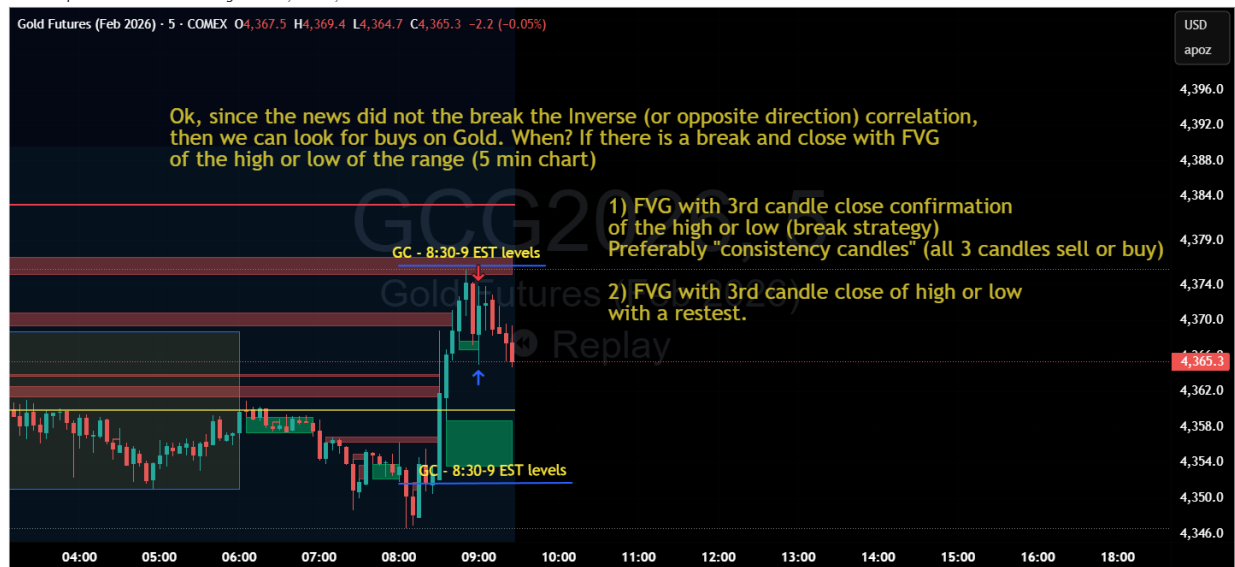 Gold Futures (Feb 2026) · 5 · COMEX O4,367.5 H4,369.4 L4,364.7 C4,365.3 −2.2 (−0.05%)
USD
apoz
Ok, since the news did not the break the Inverse (or opposite direction) correlation,
then we can look for buys on Gold. When? If there is a break and close with FVG
of the high or low of the range (5 min chart)
1) FVG with 3rd candle close confirmation
of the high or low (break strategy)
Preferably "consistency candles" (all 3 candles sell or buy)
2) FVG with 3rd candle close of high or low
with a restest.
GCG2026, 5
Gold Futures (Feb 2026)
Replay
GC - 8:30-9 EST levels
GC - 8:30-9 EST levels
4,396.0
4,392.0
4,388.0
4,384.0
4,379.0
4,374.0
4,370.0
4,365.3
4,362.0
4,358.0
4,354.0
4,350.0
4,346.0
04:00 05:00 06:00 07:00 08:00 09:00 10:00 11:00 12:00 13:00 14:00 15:00 16:00 18:00